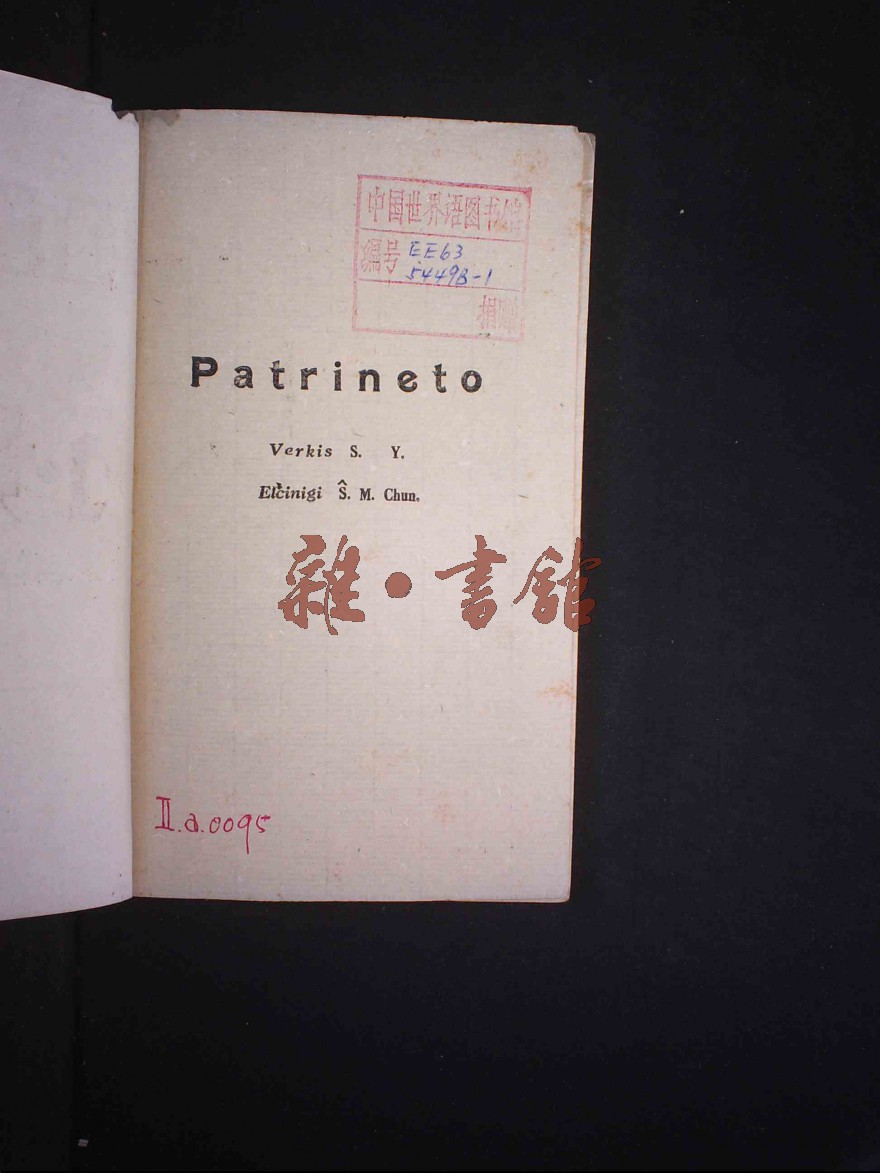 中国世界语图书馆
编号 EE63
5449B-1
捐赠
Patrineto
Verkis S. Y.
Elĉinigi Ŝ. M. Chun.
雜·書館
II.a.0095